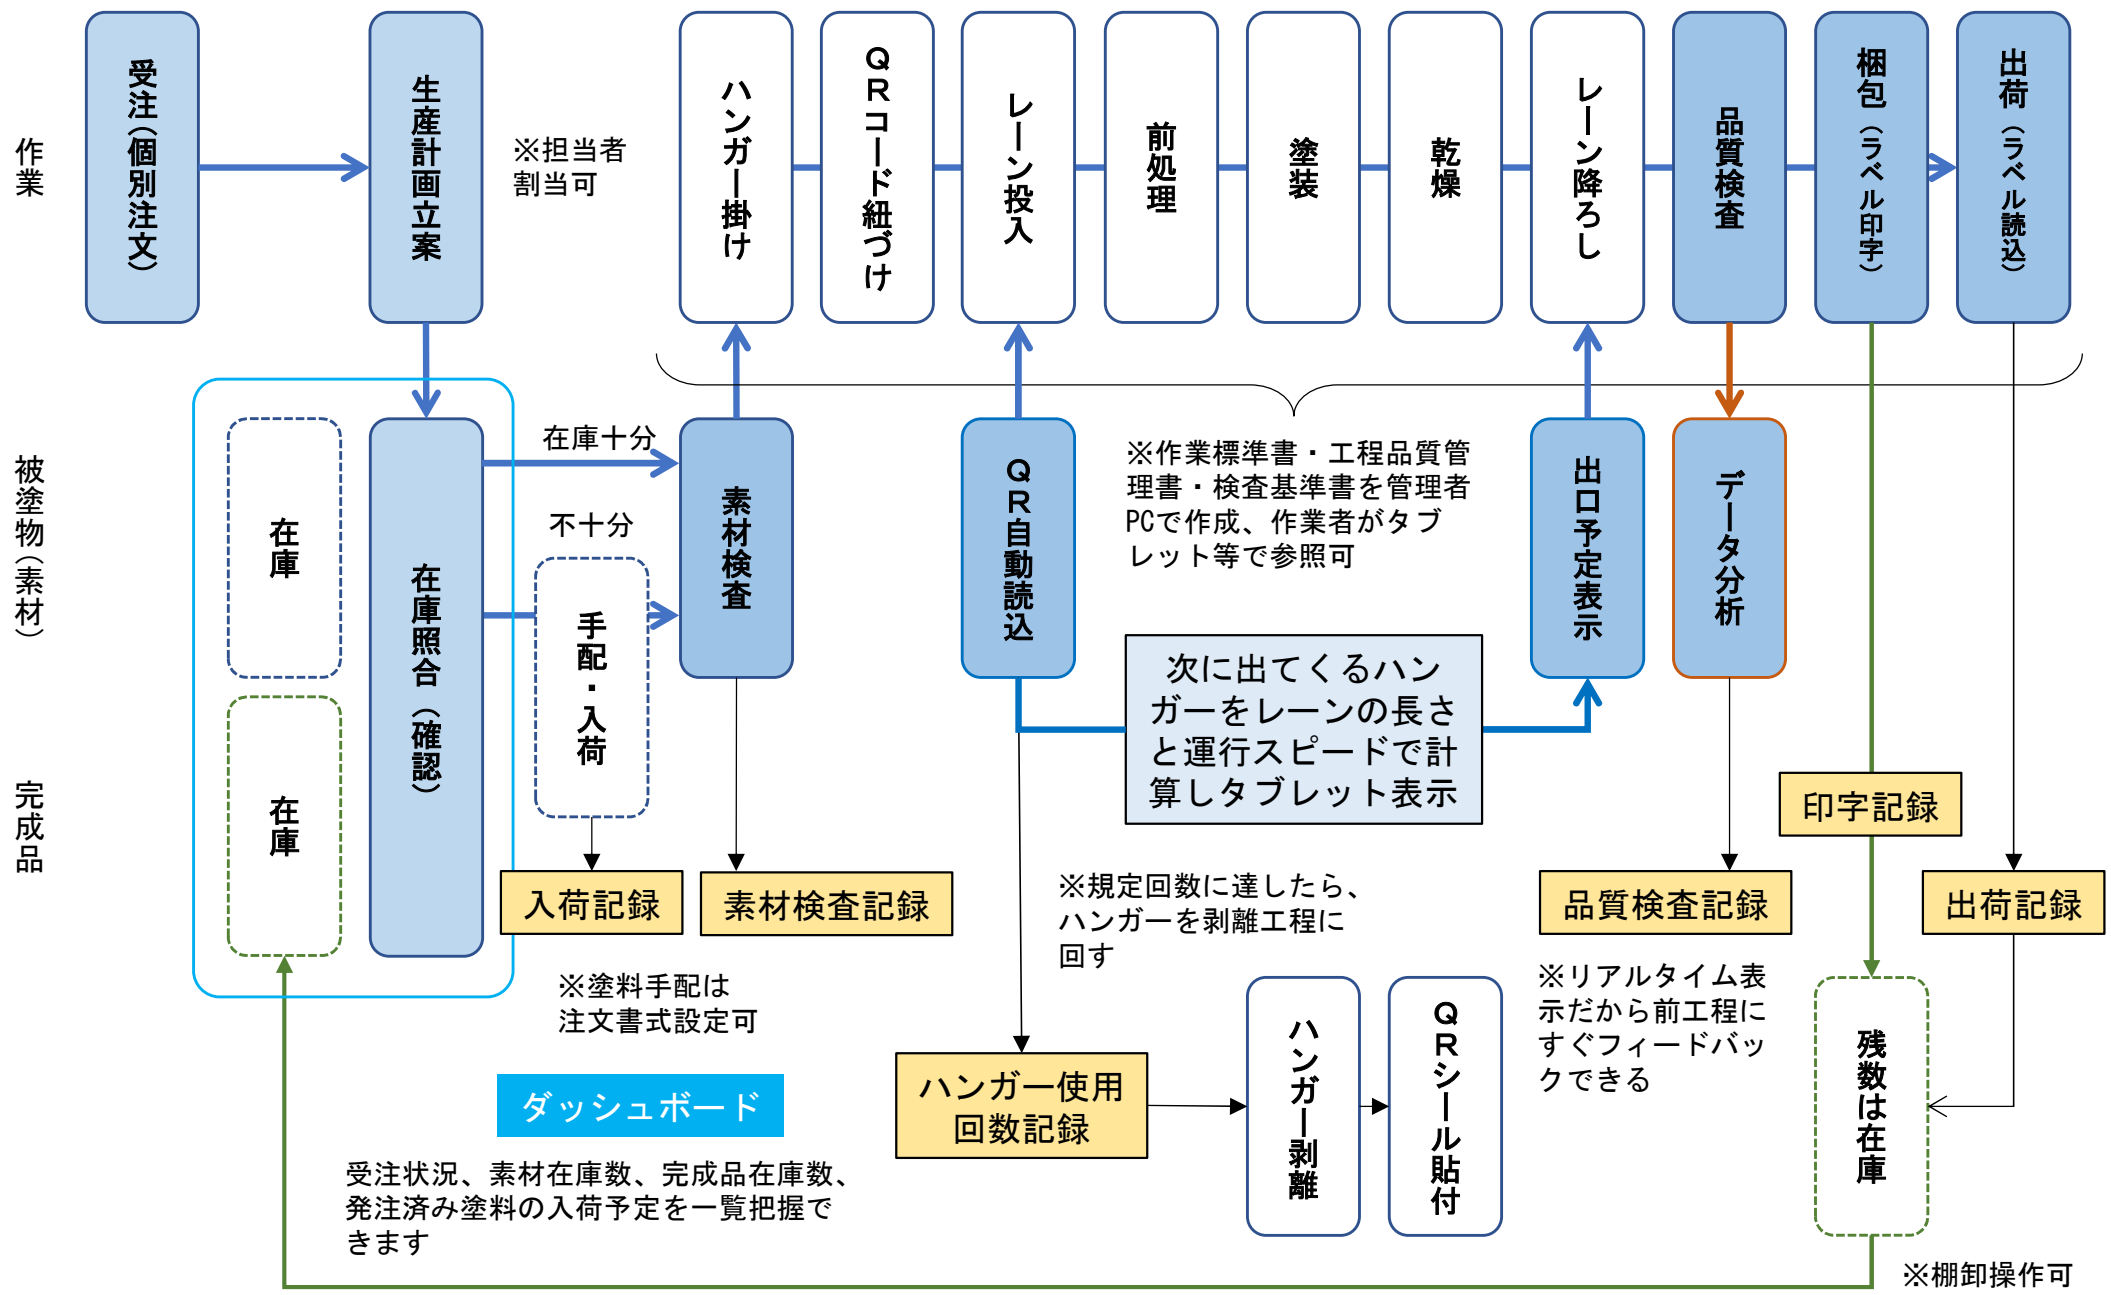 作業
受注（個別注文）
生産計画立案
※担当者
割当可
ハンガー掛け
ＱＲコード紐づけ
レーン投入
前処理
塗装
乾燥
レーン降ろし
品質検査
梱包（ラベル印字）
出荷（ラベル読込）
被塗物（素材）
在庫
在庫照合（確認）
在庫十分
不十分
手配・入荷
素材検査
ＱＲ自動読込
※作業標準書・工程品質管
理書・検査基準書を管理者
PCで作成、作業者がタブ
レット等で参照可
出口予定表示
データ分析
次に出てくるハン
ガーをレーンの長さ
と運行スピードで計
算しタブレット表示
完成品
在庫
入荷記録
素材検査記録
※規定回数に達したら、
ハンガーを剥離工程に
回す
印字記録
品質検査記録
出荷記録
※塗料手配は
注文書式設定可
※リアルタイム表
示だから前工程に
すぐフィードバッ
クできる
ハンガー使用
回数記録
ハンガー剥離
ＱＲシール貼付
残数は在庫
ダッシュボード
受注状況、素材在庫数、完成品在庫数、
発注済み塗料の入荷予定を一覧把握で
きます
※棚卸操作可